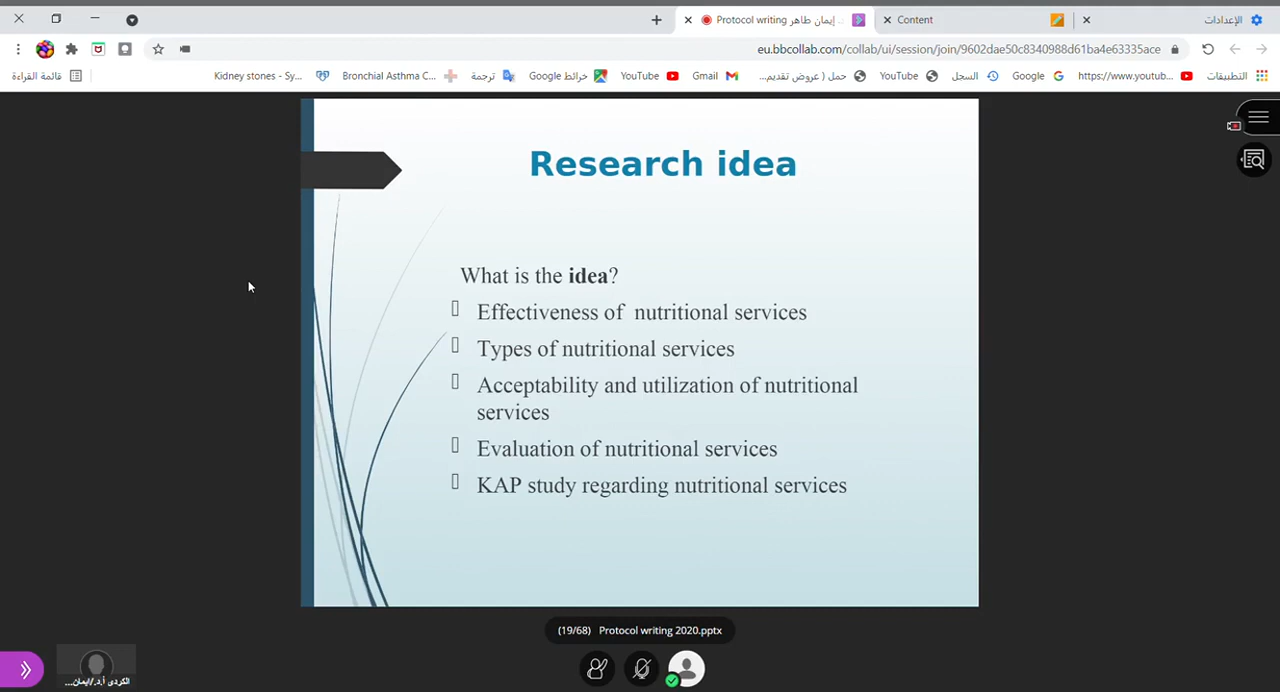 Protocol writing إيمان طاهر ...
Content
الإعدادات
eu.bbcollab.com/collab/ui/session/join/9602dae50c8340988d61ba4e63335ace
قائمة القراءة
Kidney stones - Sy...
Bronchial Asthma C...
ترجمة
خرائط Google
YouTube
Gmail
حمل ( عروض تقديم...
YouTube
السجل
Google
https://www.youtub...
التطبيقات
Research idea
What is the idea?
Effectiveness of nutritional services
Types of nutritional services
Acceptability and utilization of nutritional
services
Evaluation of nutritional services
KAP study regarding nutritional services
(19/68) Protocol writing 2020.pptx
الكردى أ.د./ايمان...